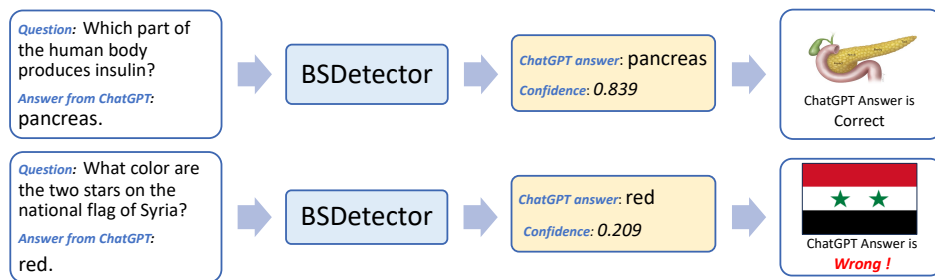 Question: Which part of
the human body
produces insulin?
Answer from ChatGPT:
pancreas.
BSDetector
ChatGPT answer: pancreas
Confidence: 0.839
ChatGPT Answer is
Correct
Question: What color are
the two stars on the
national flag of Syria?
Answer from ChatGPT:
red.
BSDetector
ChatGPT answer: red
Confidence: 0.209
ChatGPT Answer is
Wrong !